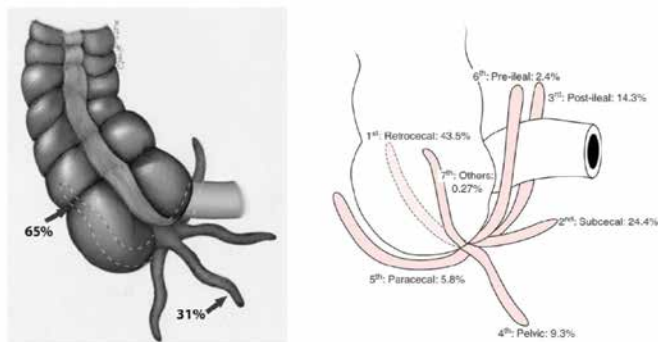 65%
31%
6th: Pre-ileal: 2.4%
3rd: Post-ileal: 14.3%
1st: Retrocecal: 43.5%
7th: Others:
0.27%
2nd: Subcecal: 24.4%
5th: Paracecal: 5.8%
4th: Pelvic: 9.3%